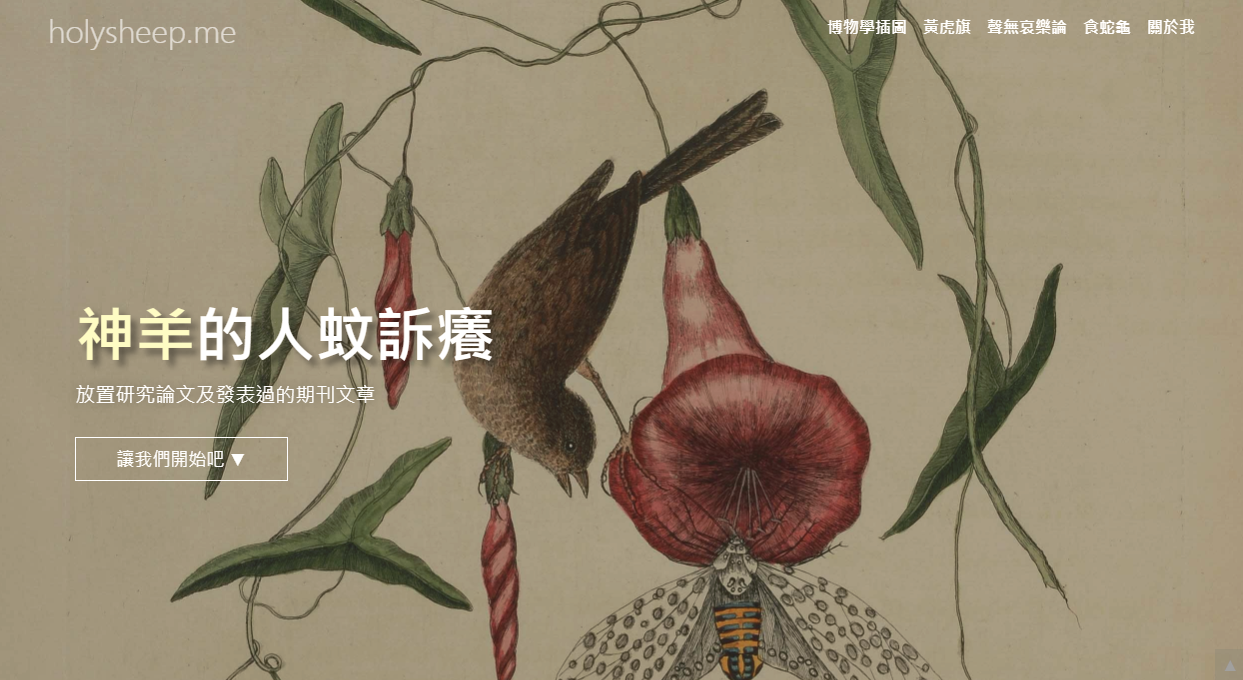 holysheep.me
博物學插圖 黃虎旗 聲無哀樂論 食蛇龜 關於我
神羊的人蚊訴癢
放置研究論文及發表過的期刊文章
讓我們開始吧 ▼
▲